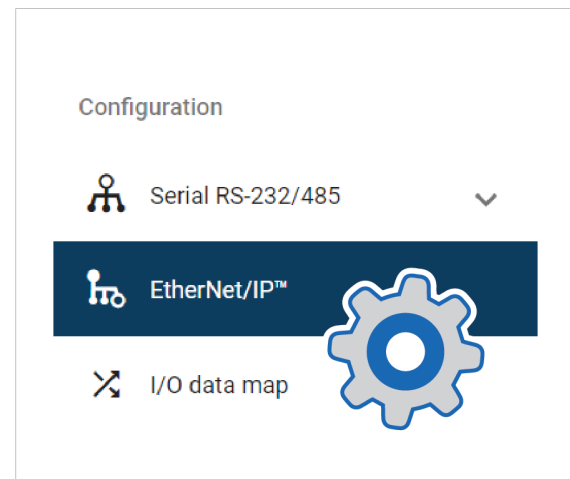 Configuration
Serial RS-232/485
EtherNet/IP™
I/O data map